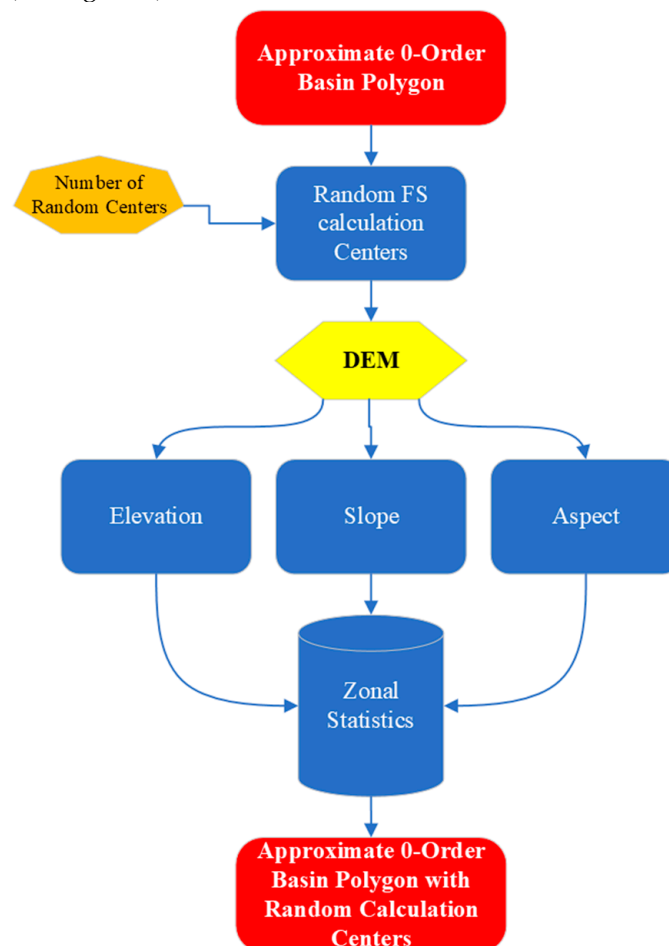 Approximate 0-Order
Basin Polygon
Number of
Random Centers
Random FS
calculation
Centers
DEM
Elevation
Slope
Aspect
Zonal
Statistics
Approximate 0-Order
Basin Polygon with
Random Calculation
Centers